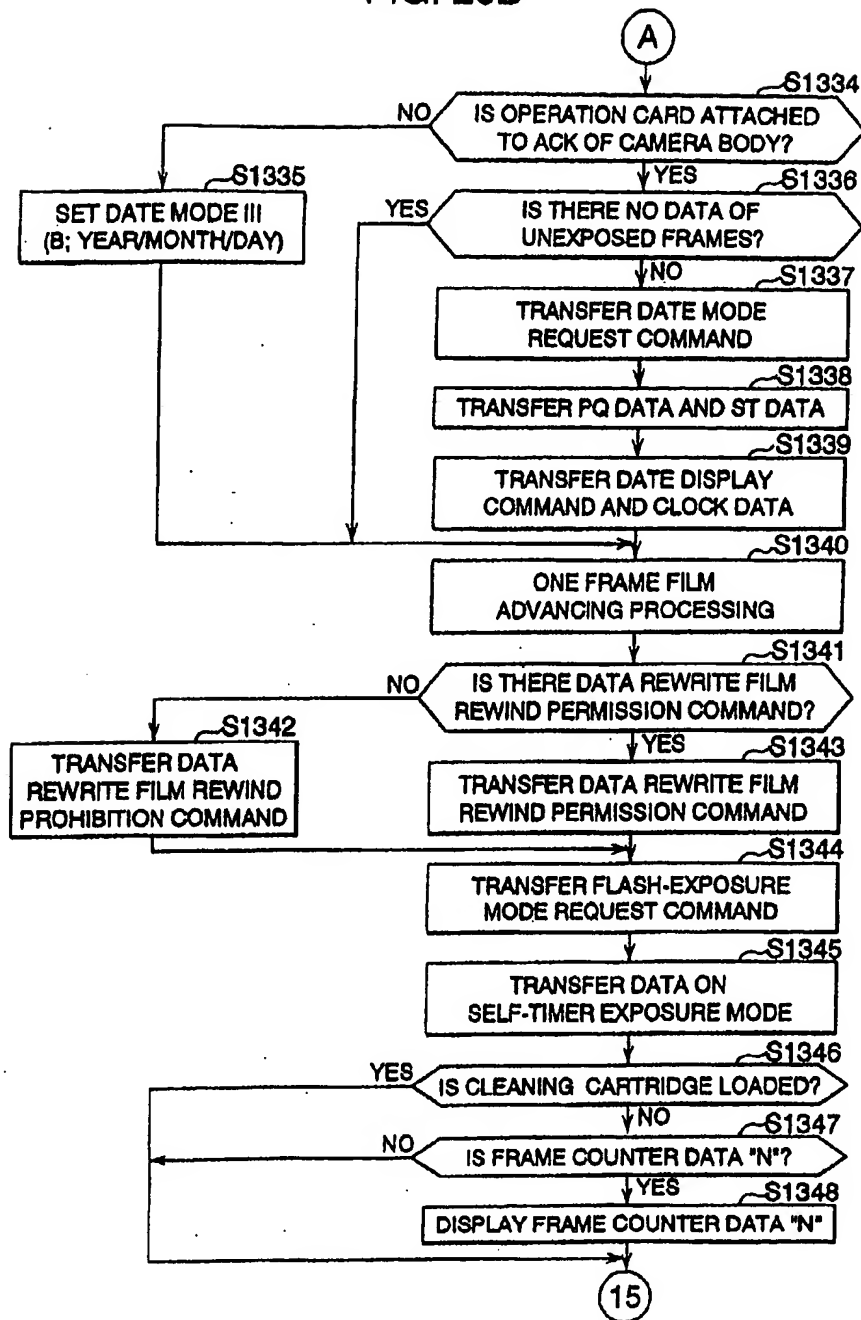 A
S1334
NO
IS OPERATION CARD ATTACHED
TO ACK OF CAMERA BODY?
S1335
YES
S1336
SET DATE MODE III
(B; YEAR/MONTH/DAY)
YES
IS THERE NO DATA OF
UNEXPOSED FRAMES?
NO
S1337
TRANSFER DATE MODE
REQUEST COMMAND
S1338
TRANSFER PQ DATA AND ST DATA
S1339
TRANSFER DATE DISPLAY
COMMAND AND CLOCK DATA
S1340
ONE FRAME FILM
ADVANCING PROCESSING
S1341
NO
IS THERE DATA REWRITE FILM
REWIND PERMISSION COMMAND?
S1342
YES
S1343
TRANSFER DATA
REWRITE FILM REWIND
PROHIBITION COMMAND
TRANSFER DATA REWRITE FILM
REWIND PERMISSION COMMAND
S1344
TRANSFER FLASH-EXPOSURE
MODE REQUEST COMMAND
S1345
TRANSFER DATA ON
SELF-TIMER EXPOSURE MODE
S1346
YES
IS CLEANING CARTRIDGE LOADED?
NO
S1347
NO
IS FRAME COUNTER DATA "N"?
YES
S1348
DISPLAY FRAME COUNTER DATA "N"
15